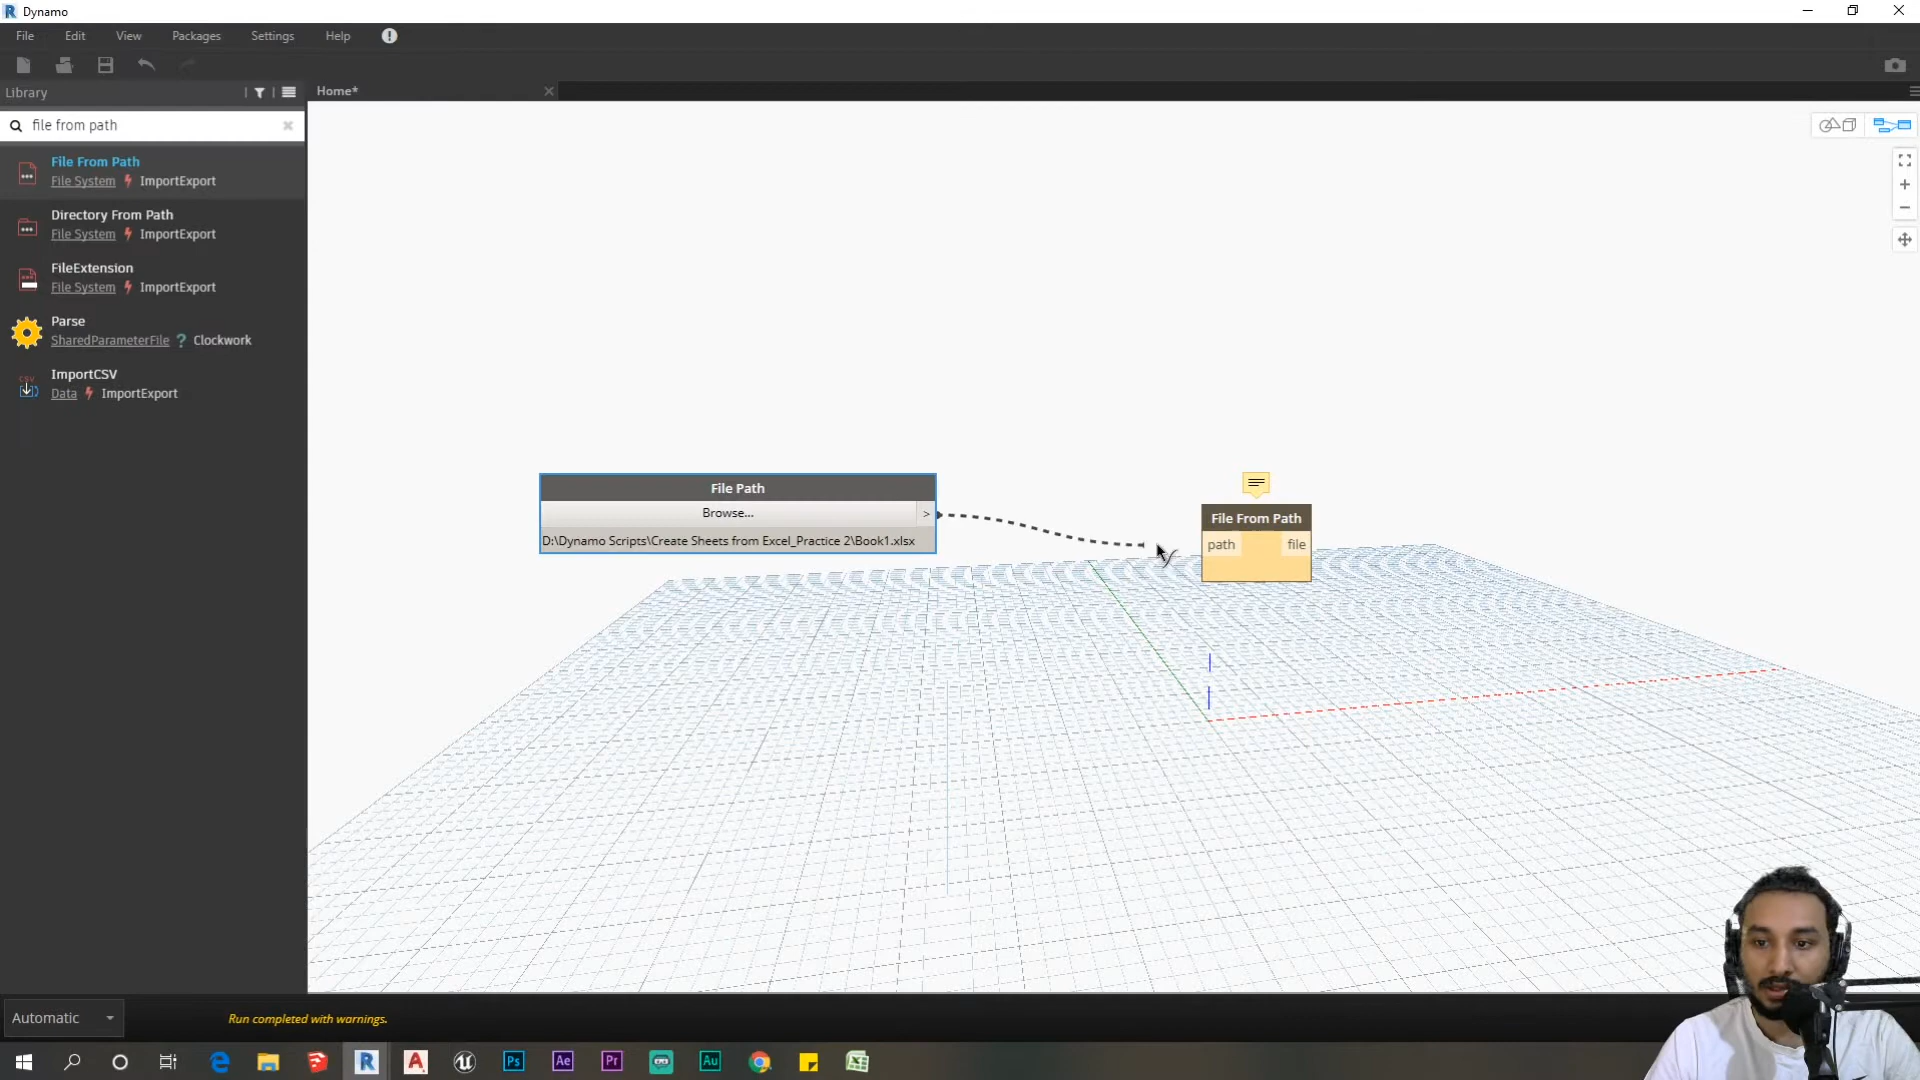 Dynamo
File Edit View Packages Settings Help
Library
Home*
file from path
File From Path
File System ImportExport
Directory From Path
File System ImportExport
FileExtension
File System ImportExport
Parse
SharedParameterFile ? Clockwork
ImportCSV
Data ImportExport
File Path
Browse...
>
D:\Dynamo Scripts\Create Sheets from Excel_Practice 2\Book1.xlsx
File From Path
path file
Automatic
Run completed with warnings.